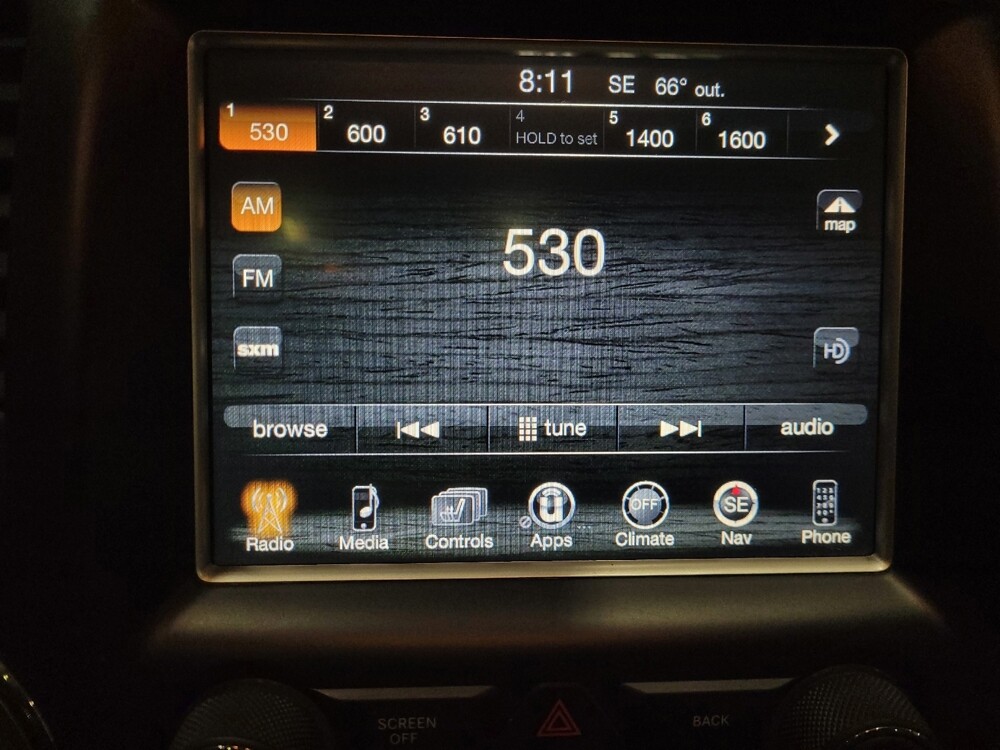 8:11 SE 66° out.
1 530 2 600 3 610 4 HOLD to set 5 1400 6 1600
AM
530
map
FM
sxm
HD
browse tune audio
OFF SE
Radio Media Controls Apps Climate Nav Phone
SCREEN
OFF
BACK